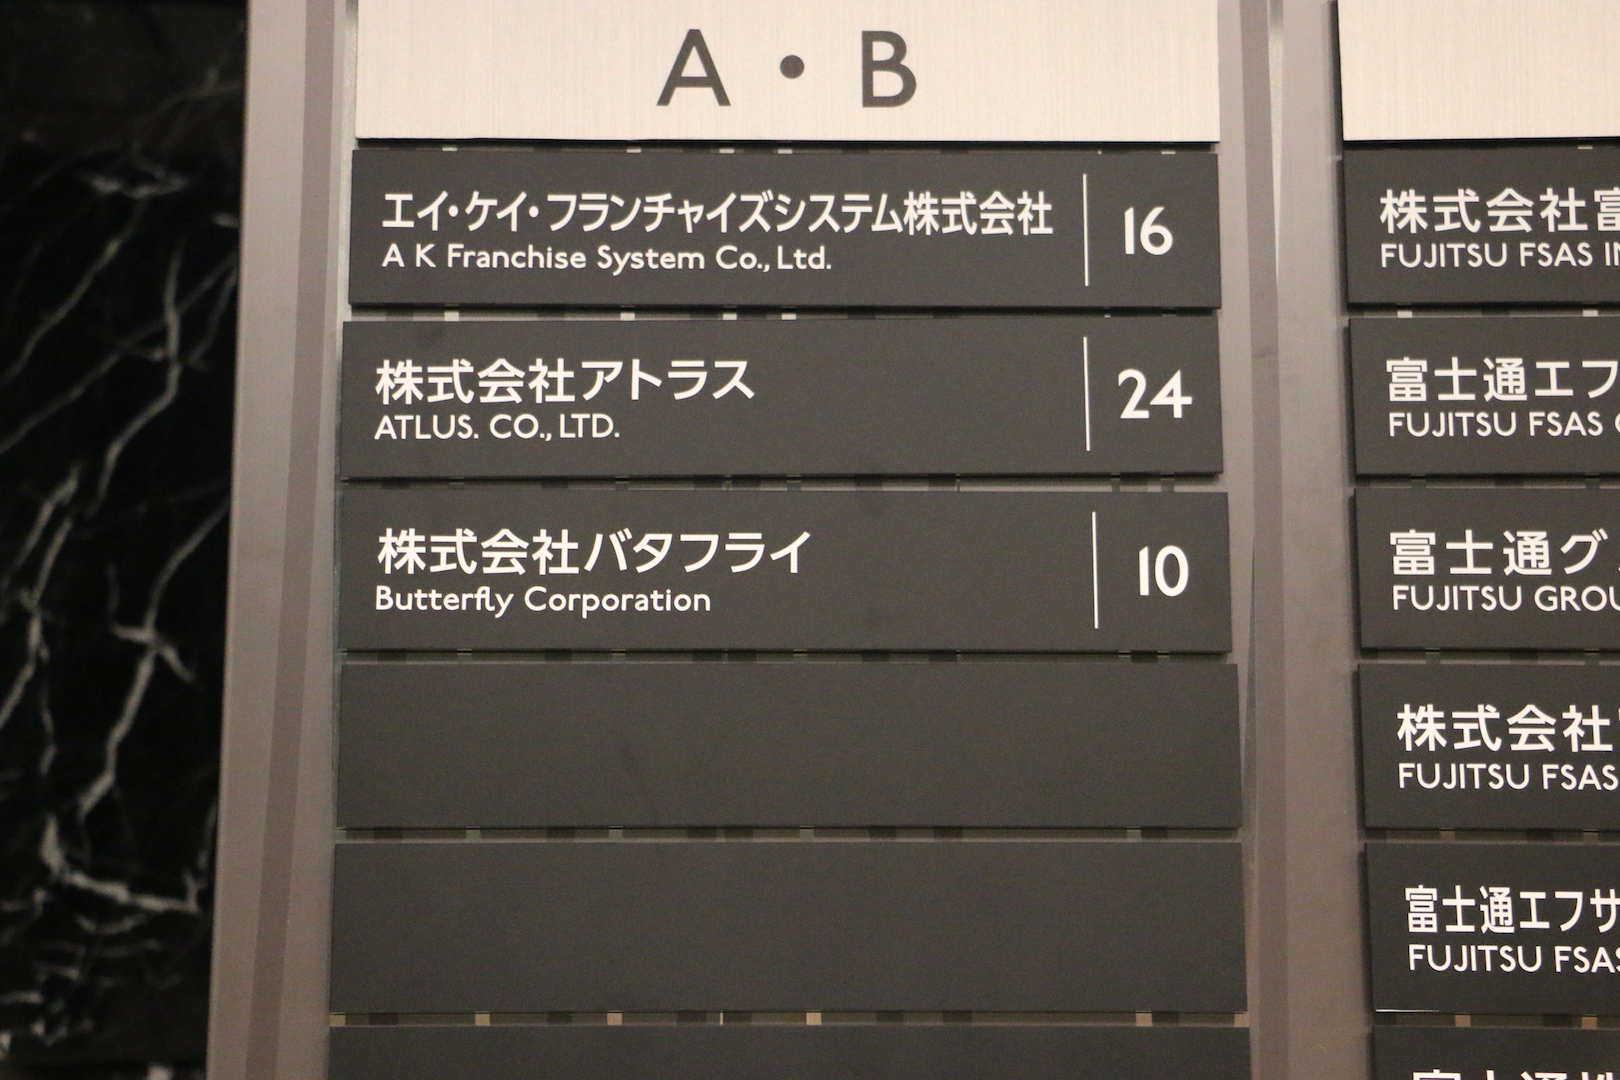 A・B
エイ・ケイ・フランチャイズシステム株式会社
A K Franchise System Co., Ltd.
16
株式会社アトラス
ATLUS. CO., LTD.
24
株式会社バタフライ
Butterfly Corporation
10
株式会社富
FUJITSU FSAS
富士通エフ
FUJITSU FSAS
富士通グ
FUJITSU GROU
株式会社
FUJITSU FSAS
富士通エフサ
FUJITSU FSAS